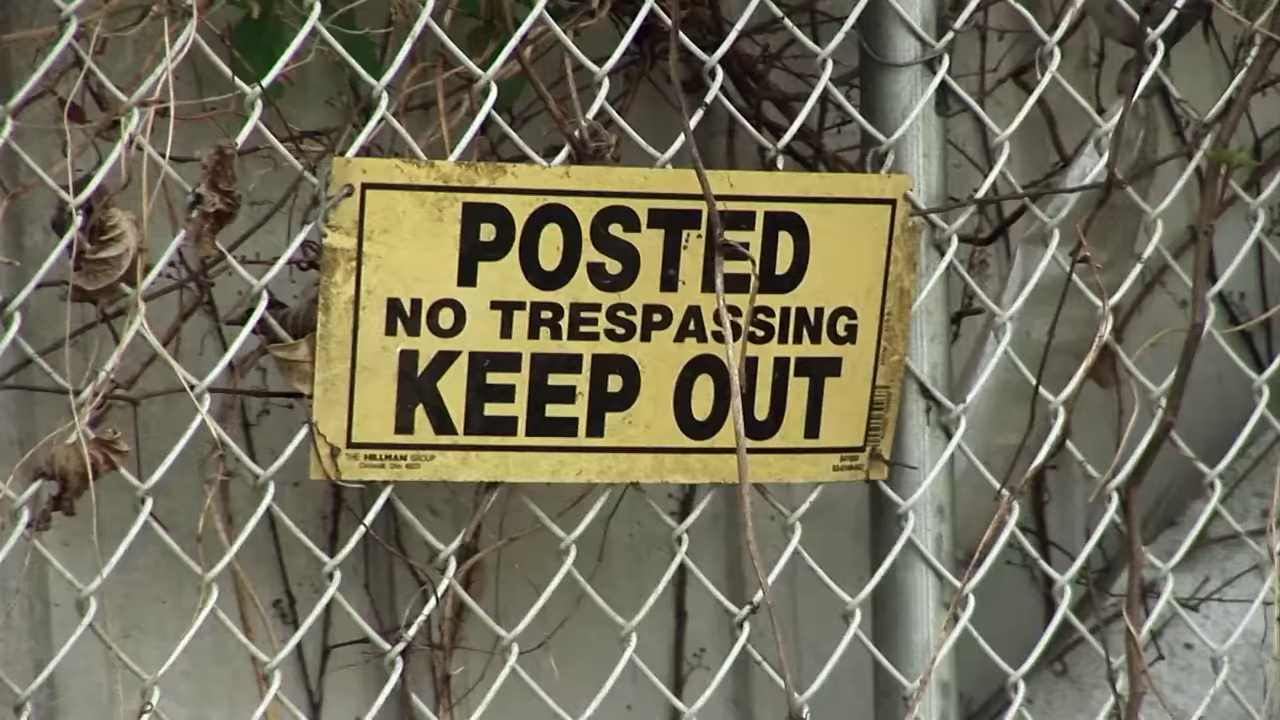 POSTED
NO TRESPASSING
KEEP OUT
THE HILLMAN GROUP